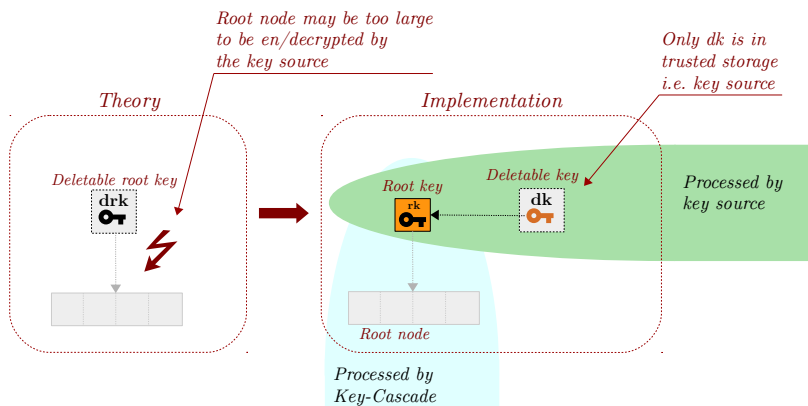 Root node may be too large
to be en/decrypted by
the key source
Only dk is in
trusted storage
i.e. key source
Theory
Implementation
Deletable root key
drk
Root key
rk
Deletable key
dk
Processed by
key source
Root node
Processed by
Key-Cascade